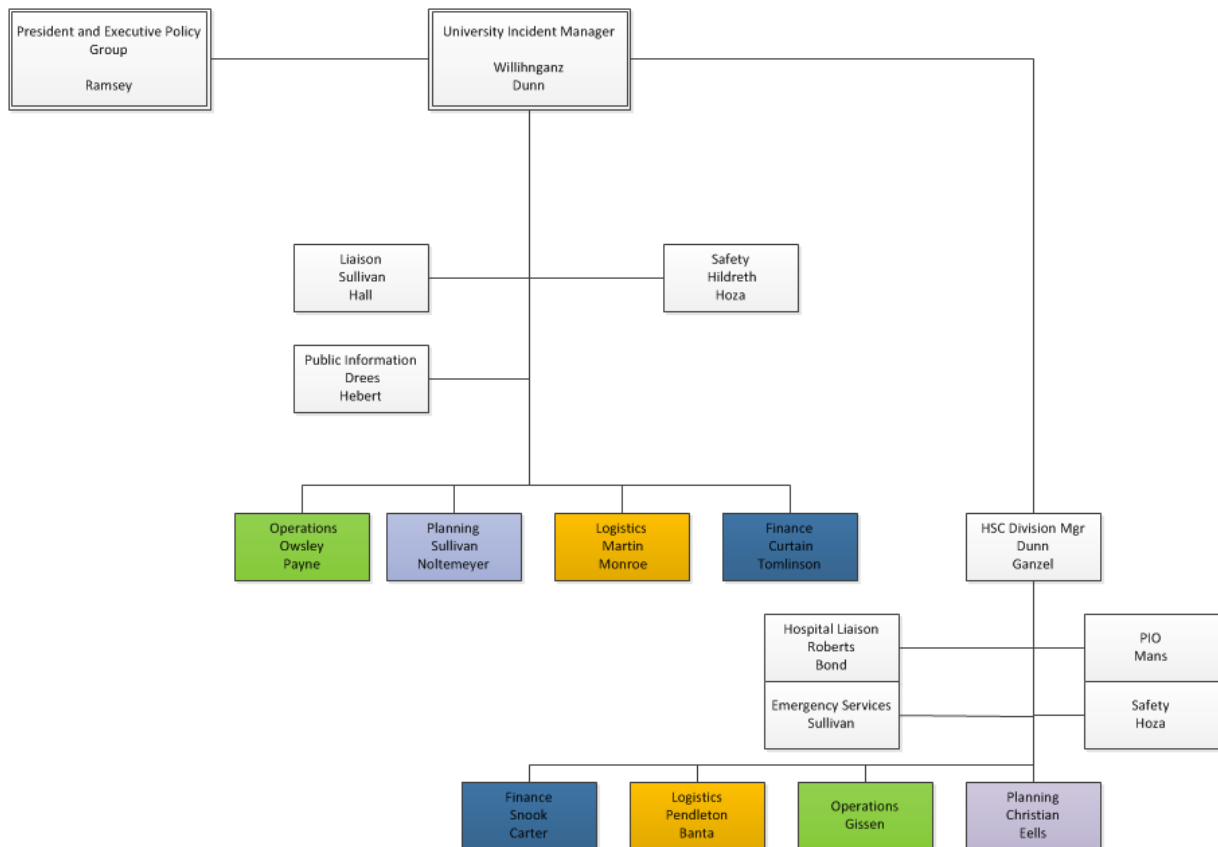 President and Executive Policy
Group
Ramsey
University Incident Manager
Willihnganz
Dunn
Liaison
Sullivan
Hall
Safety
Hildreth
Hoza
Public Information
Drees
Hebert
Operations
Owsley
Payne
Planning
Sullivan
Noltemeyer
Logistics
Martin
Monroe
Finance
Curtain
Tomlinson
HSC Division Mgr
Dunn
Ganzel
Hospital Liaison
Roberts
Bond
PIO
Mans
Emergency Services
Sullivan
Safety
Hoza
Finance
Snook
Carter
Logistics
Pendleton
Banta
Operations
Gissen
Planning
Christian
Eells